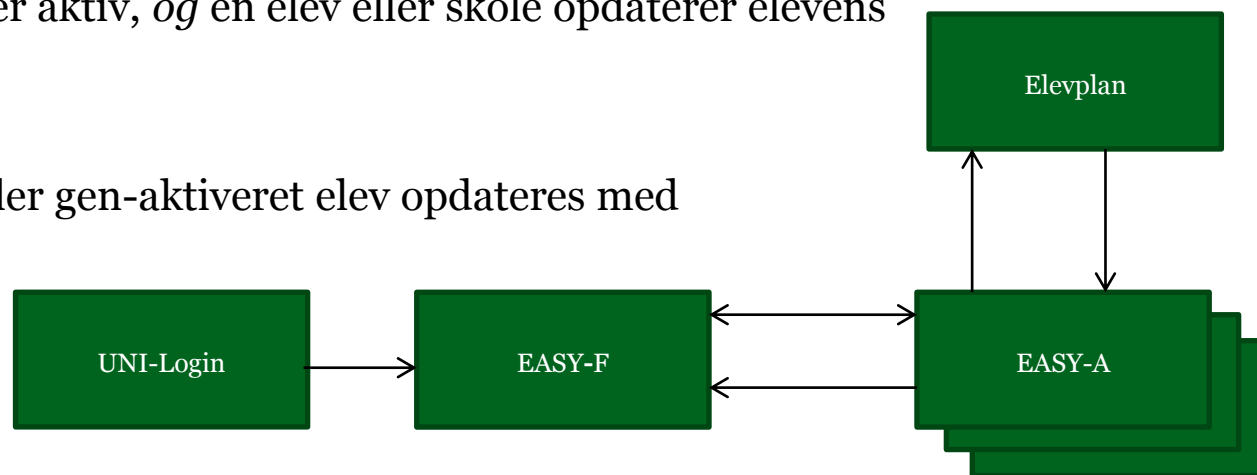 er aktiv, og en elev eller skole opdaterer elevens
Elevplan
ler gen-aktiveret elev opdateres med
UNI-Login
EASY-F
EASY-A